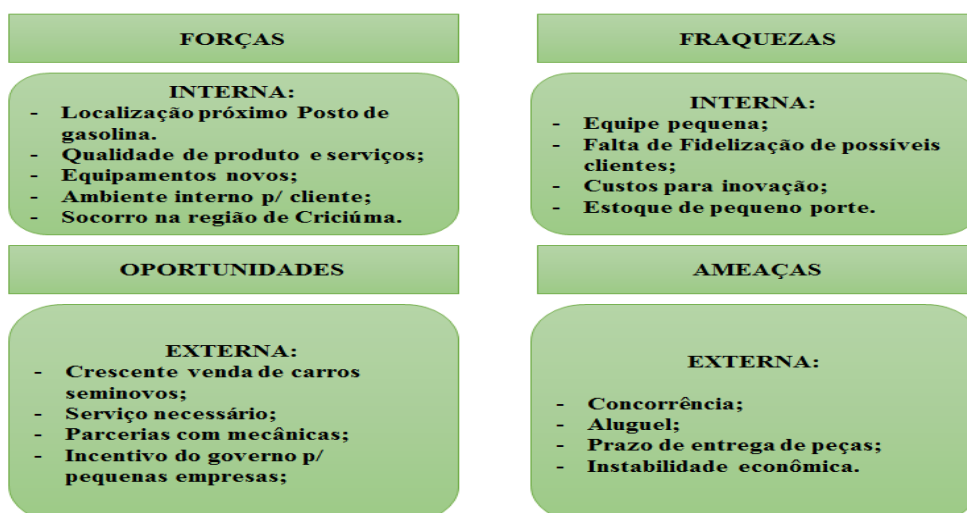 FORÇAS
INTERNA:
- Localização próximo Posto de
gasolina.
- Qualidade de produto e serviços;
- Equipamentos novos;
- Ambiente interno p/ cliente;
- Socorro na região de Criciúma.
FRAQUEZAS
INTERNA:
- Equipe pequena;
- Falta de Fidelização de possíveis
clientes;
- Custos para inovação;
- Estoque de pequeno porte.
OPORTUNIDADES
EXTERNA:
- Crescente venda de carros
seminovos;
- Serviço necessário;
- Parcerias com mecânicas;
- Incentivo do governo p/
pequenas empresas;
AMEAÇAS
EXTERNA:
- Concorrência;
- Aluguel;
- Prazo de entrega de peças;
- Instabilidade econômica.